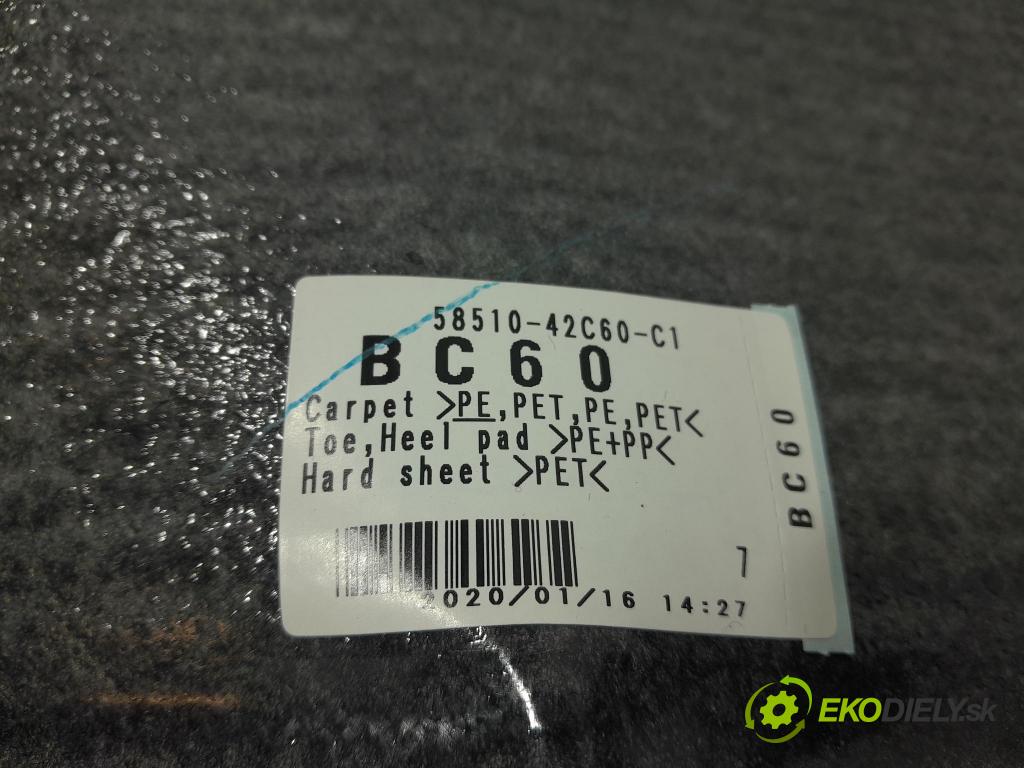 58510-42C60-C1
BC60
Carpet >PE,PET,PE,PET<
Toe,Heel pad >PE+PP<
Hard sheet >PET<
7
2020/01/16 14:27
BC60
EKODIELY.sk